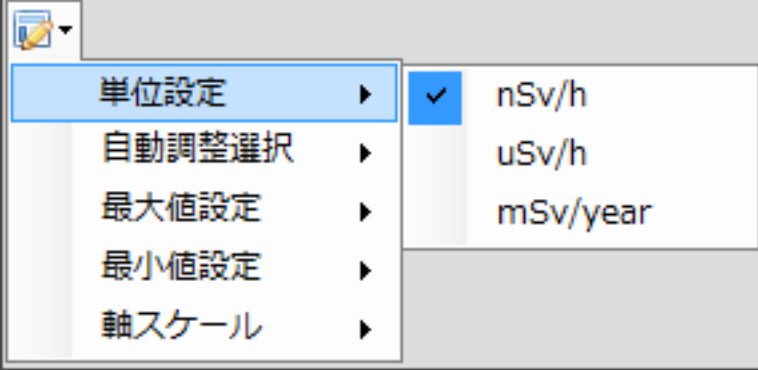 単位設定
自動調整選択
最大値設定
最小値設定
軸スケール
nSv/h
uSv/h
mSv/year